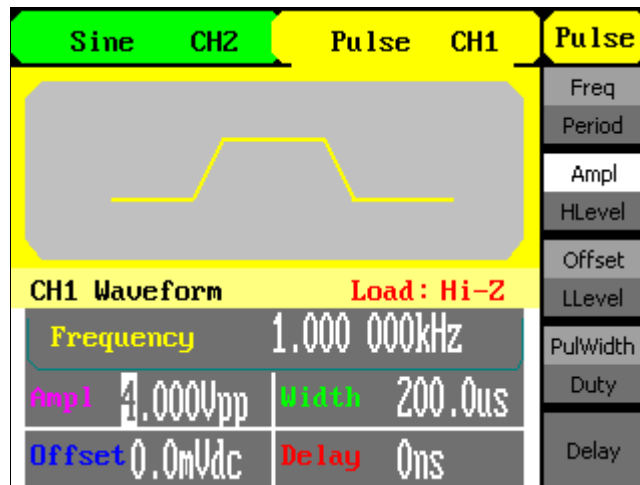 Sine CH2 Pulse CH1 Pulse
Freq
Period
Ampl
HLevel
Offset
LLevel
PulWidth
Duty
Delay
CH1 Waveform Load: Hi-Z
Frequency 1.000 000kHz
Ampl 4.000Vpp Width 200.0us
Offset 0.0mVdc Delay 0ns